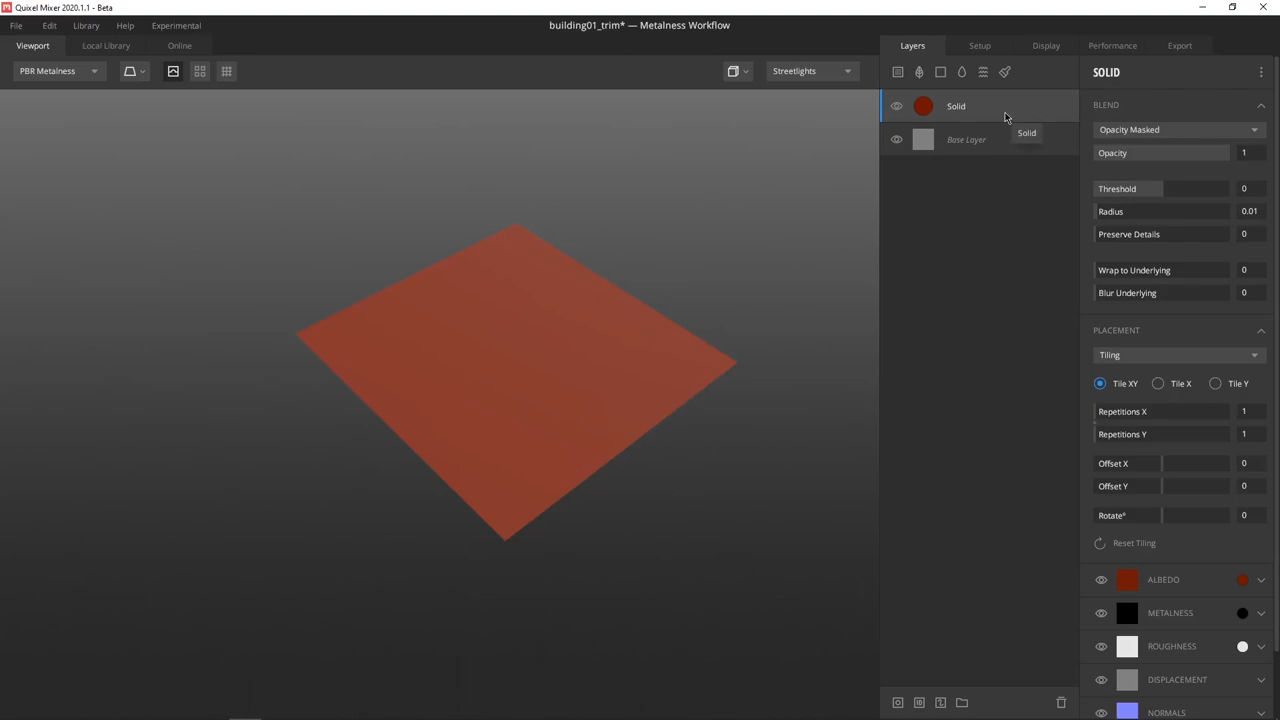 Quixel Mixer 2020.1.1 - Beta
File Edit Library Help Experimental building01_trim* — Metalness Workflow
Viewport Local Library Online Layers Setup Display Performance Export
PBR Metalness Streetlights SOLID
Solid
Solid
Base Layer
BLEND
Opacity Masked
Opacity 1
Threshold 0
Radius 0.01
Preserve Details 0
Wrap to Underlying 0
Blur Underlying 0
PLACEMENT
Tiling
Tile XY Tile X Tile Y
Repetitions X 1
Repetitions Y 1
Offset X 0
Offset Y 0
Rotate° 0
Reset Tiling
ALBEDO
METALNESS
ROUGHNESS
DISPLACEMENT
NORMALS